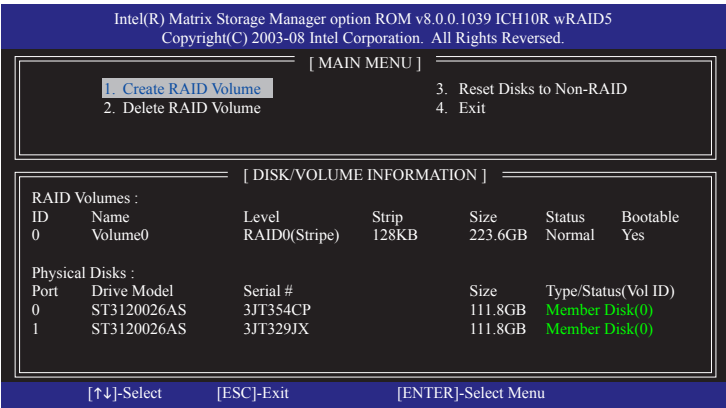 Intel(R) Matrix Storage Manager option ROM v8.0.0.1039 ICH10R wRAID5
Copyright(C) 2003-08 Intel Corporation. All Rights Reversed.
[ MAIN MENU ]
1. Create RAID Volume 3. Reset Disks to Non-RAID
2. Delete RAID Volume 4. Exit
[ DISK/VOLUME INFORMATION ]
RAID Volumes :
ID Name Level Strip Size Status Bootable
0 Volume0 RAID0(Stripe) 128KB 223.6GB Normal Yes
Physical Disks :
Port Drive Model Serial # Size Type/Status(Vol ID)
0 ST3120026AS 3JT354CP 111.8GB Member Disk(0)
1 ST3120026AS 3JT329JX 111.8GB Member Disk(0)
[↑↓]-Select [ESC]-Exit [ENTER]-Select Menu